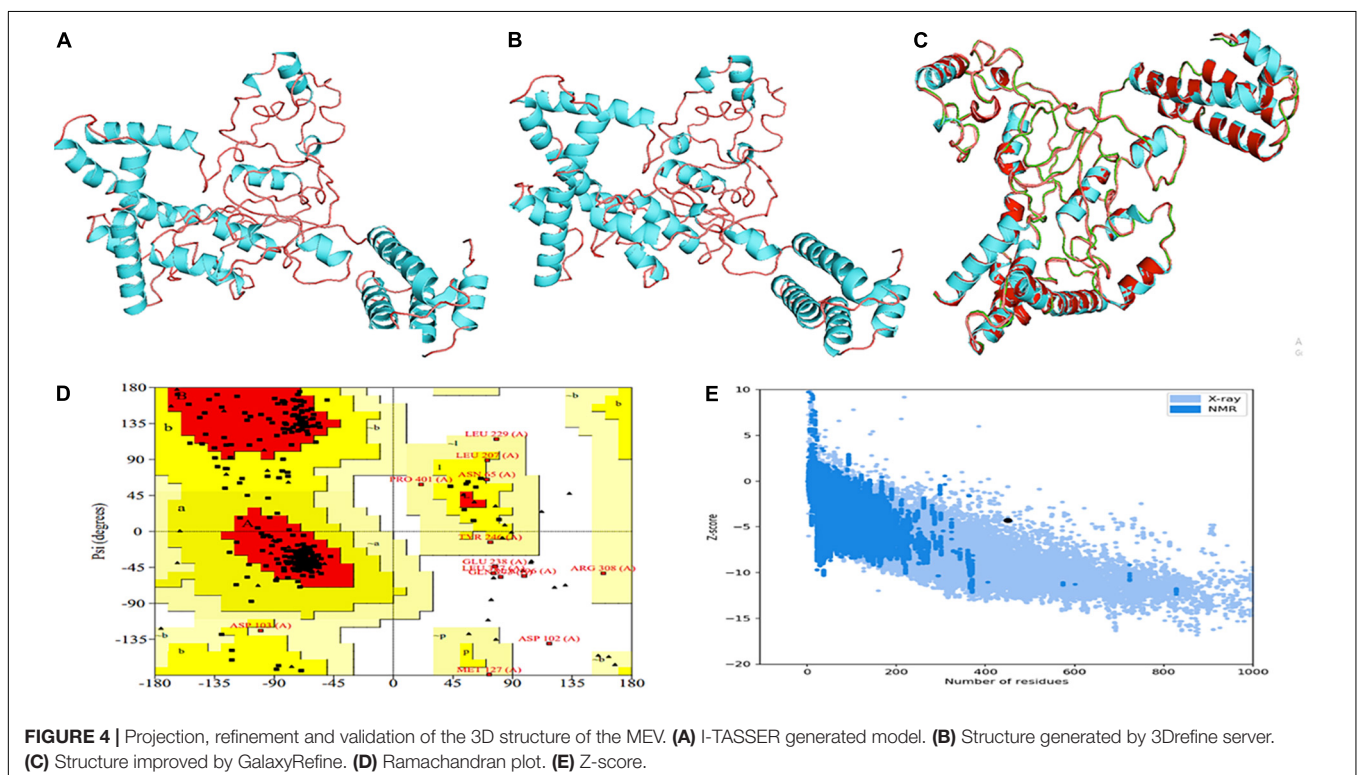 A
B
C
A
D
180
135
90
45
0
-45
-90
-135
-180
-135
-90
-45
0
45
90
135
180
Psi (degrees)
B
b
a
A
~b
~a
~l
l
~b
b
~b
b
~p
p
~b
LEU 229 (A)
LEU 207 (A)
ASN 65 (A)
PRO 401 (A)
TYR 246 (A)
GLU 238 (A)
ARG 308 (A)
ASP 103 (A)
ASP 102 (A)
MET 127 (A)
E
10
5
0
−5
−10
−15
−20
Z-score
X-ray
NMR
0
200
400
600
800
1000
Number of residues
FIGURE 4 | Projection, refinement and validation of the 3D structure of the MEV. (A) I-TASSER generated model. (B) Structure generated by 3Drefine server.
(C) Structure improved by GalaxyRefine. (D) Ramachandran plot. (E) Z-score.